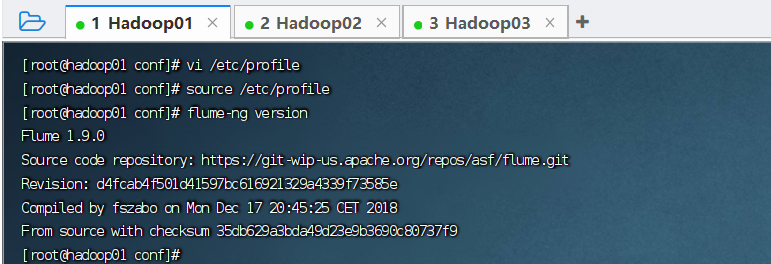 1 Hadoop01 × 2 Hadoop02 × 3 Hadoop03 × +
[root@hadoop01 conf]# vi /etc/profile
[root@hadoop01 conf]# source /etc/profile
[root@hadoop01 conf]# flume-ng version
Flume 1.9.0
Source code repository: https://git-wip-us.apache.org/repos/asf/flume.git
Revision: d4fcab4f501d41597bc616921329a4339f73585e
Compiled by fszabo on Mon Dec 17 20:45:25 CET 2018
From source with checksum 35db629a3bda49d23e9b3690c80737f9
[root@hadoop01 conf]#